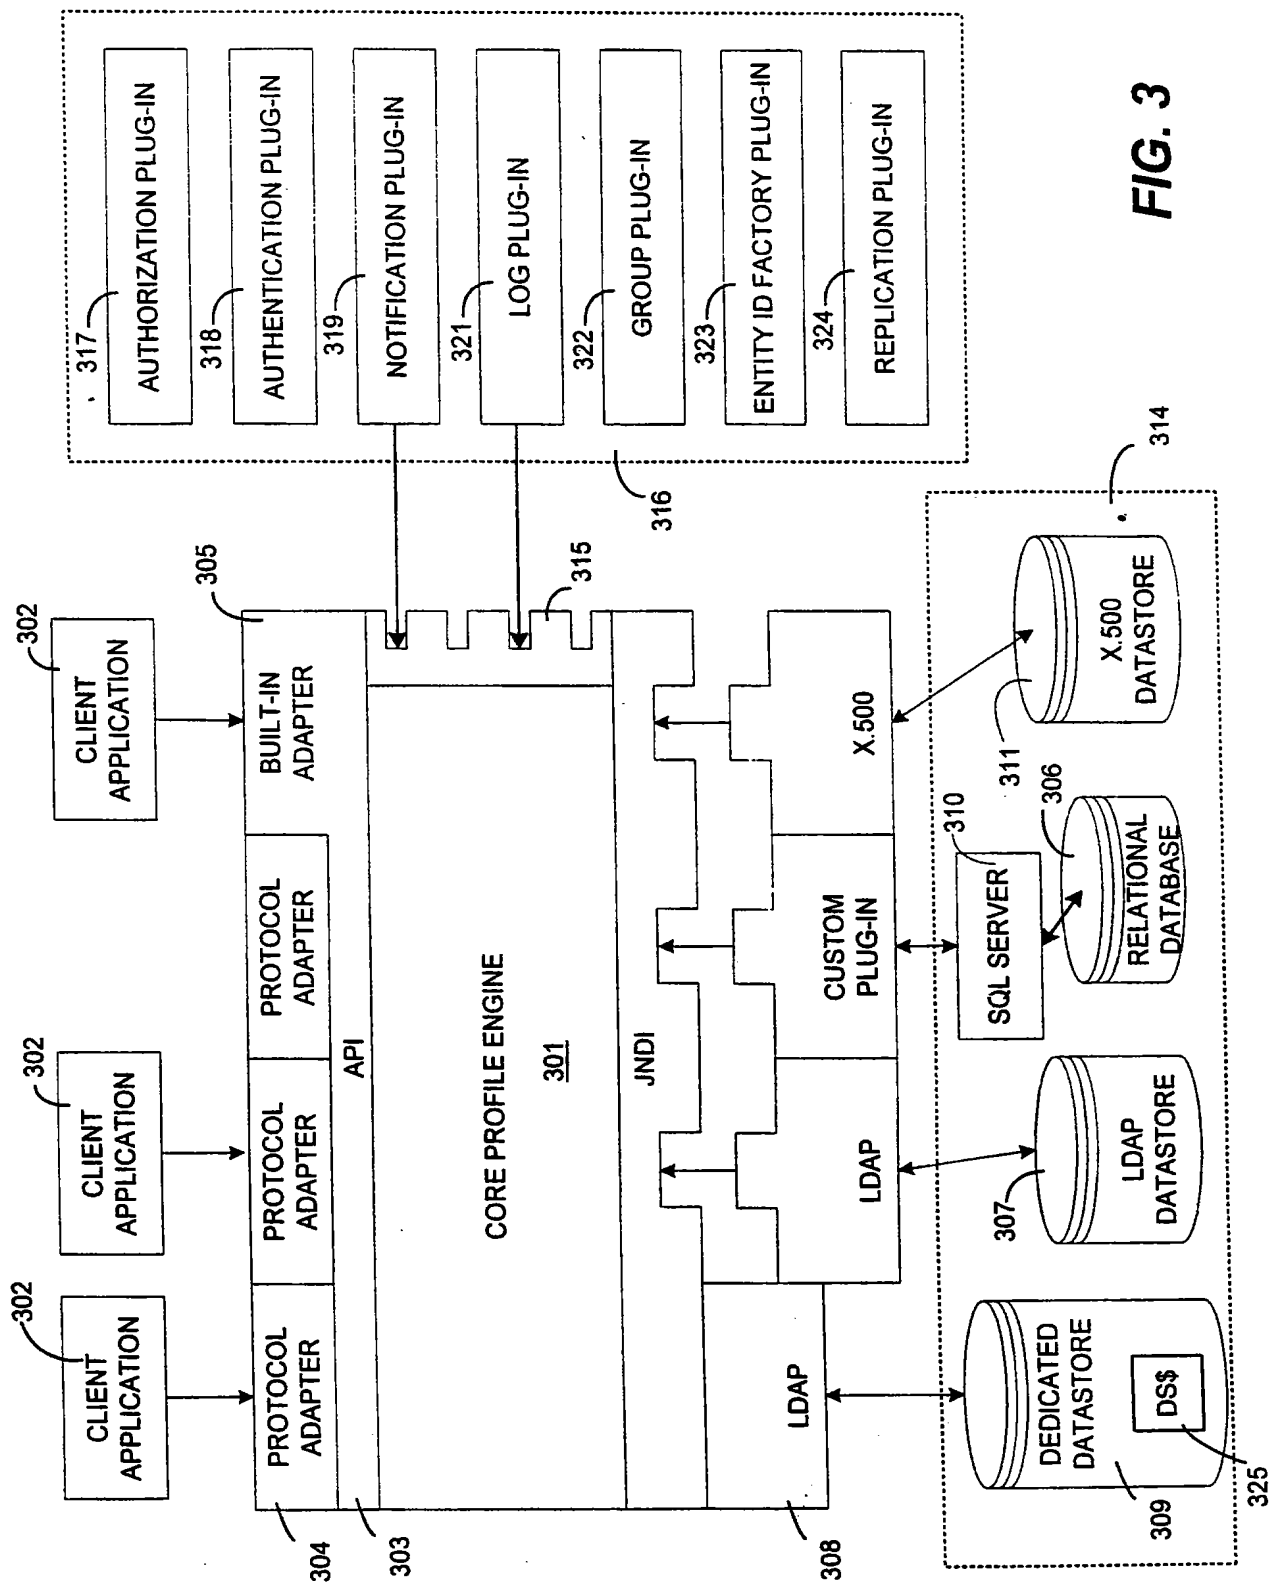 302
CLIENT
APPLICATION
302
CLIENT
APPLICATION
302
CLIENT
APPLICATION
304
PROTOCOL
ADAPTER
PROTOCOL
ADAPTER
PROTOCOL
ADAPTER
BUILT-IN
ADAPTER
305
303
API
CORE PROFILE ENGINE
301
315
JNDI
308
LDAP
LDAP
CUSTOM
PLUG-IN
X.500
317
AUTHORIZATION PLUG-IN
318
AUTHENTICATION PLUG-IN
319
NOTIFICATION PLUG-IN
321
LOG PLUG-IN
322
GROUP PLUG-IN
323
ENTITY ID FACTORY PLUG-IN
324
REPLICATION PLUG-IN
316
309
DEDICATED
DATASTORE
DS$
325
307
LDAP
DATASTORE
310
SQL SERVER
306
RELATIONAL
DATABASE
311
X.500
DATASTORE
314
FIG. 3